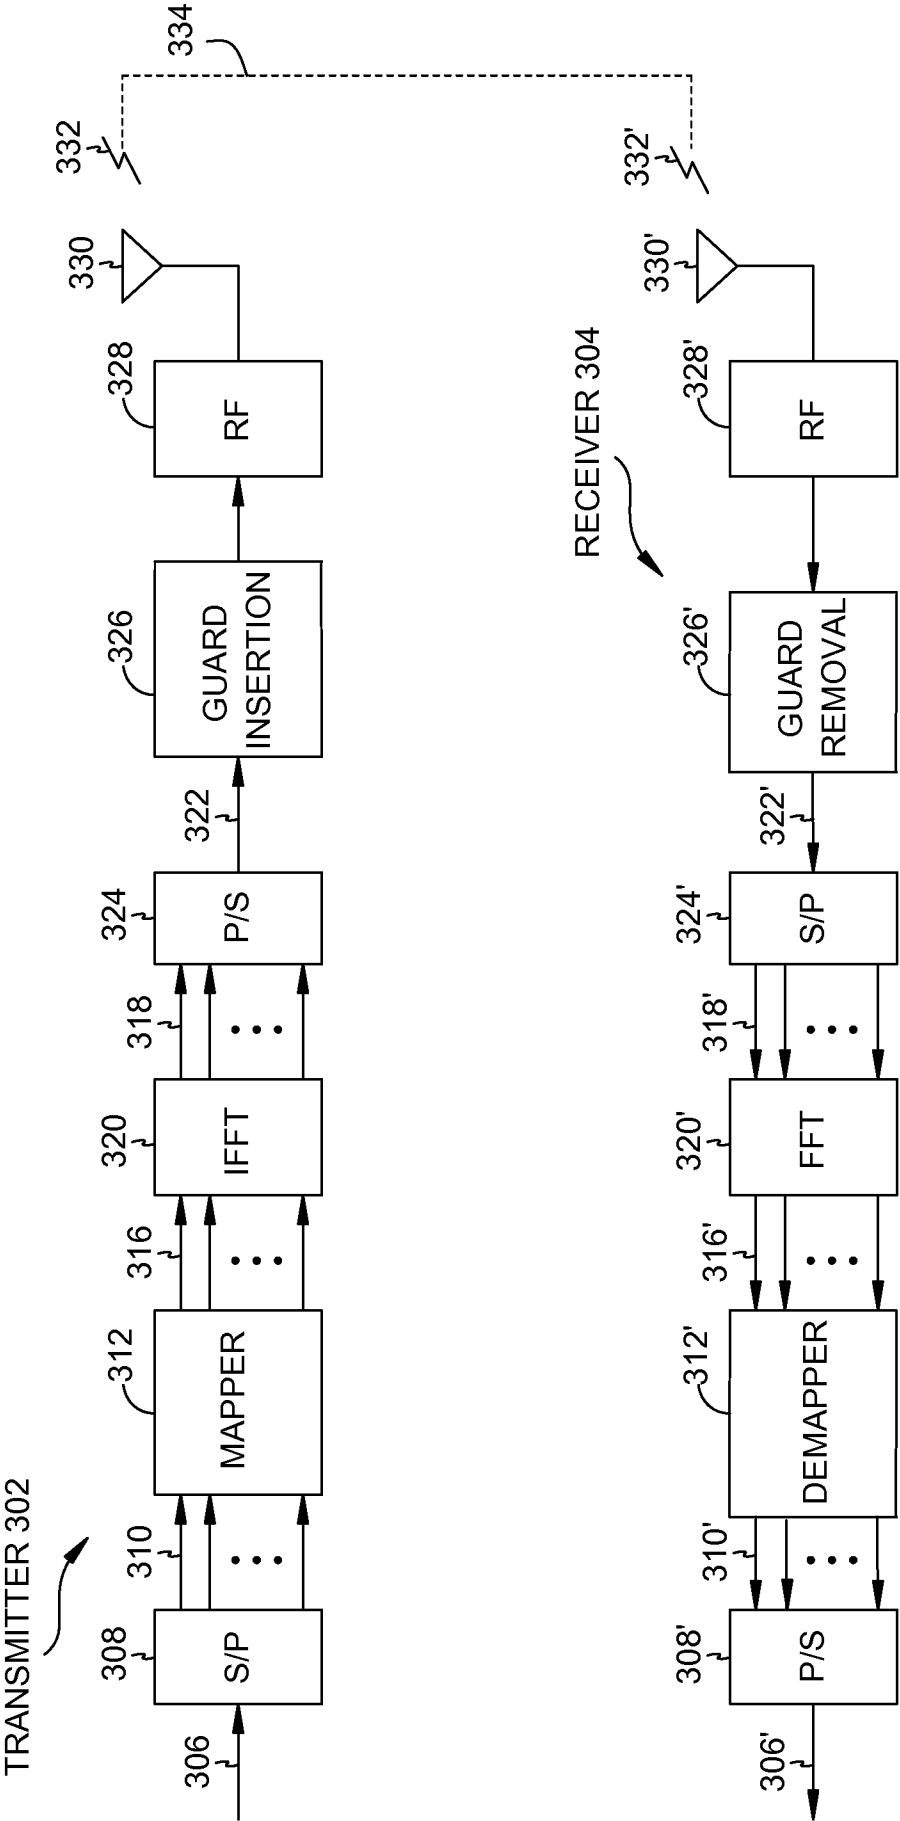 TRANSMITTER 302
306
308
S/P
310
312
MAPPER
316
320
IFFT
318
324
P/S
322
326
GUARD
INSERTION
328
RF
330
332
334
RECEIVER 304
306'
308'
P/S
310'
312'
DEMAPPER
316'
320'
FFT
318'
324'
S/P
322'
326'
GUARD
REMOVAL
328'
RF
330'
332'